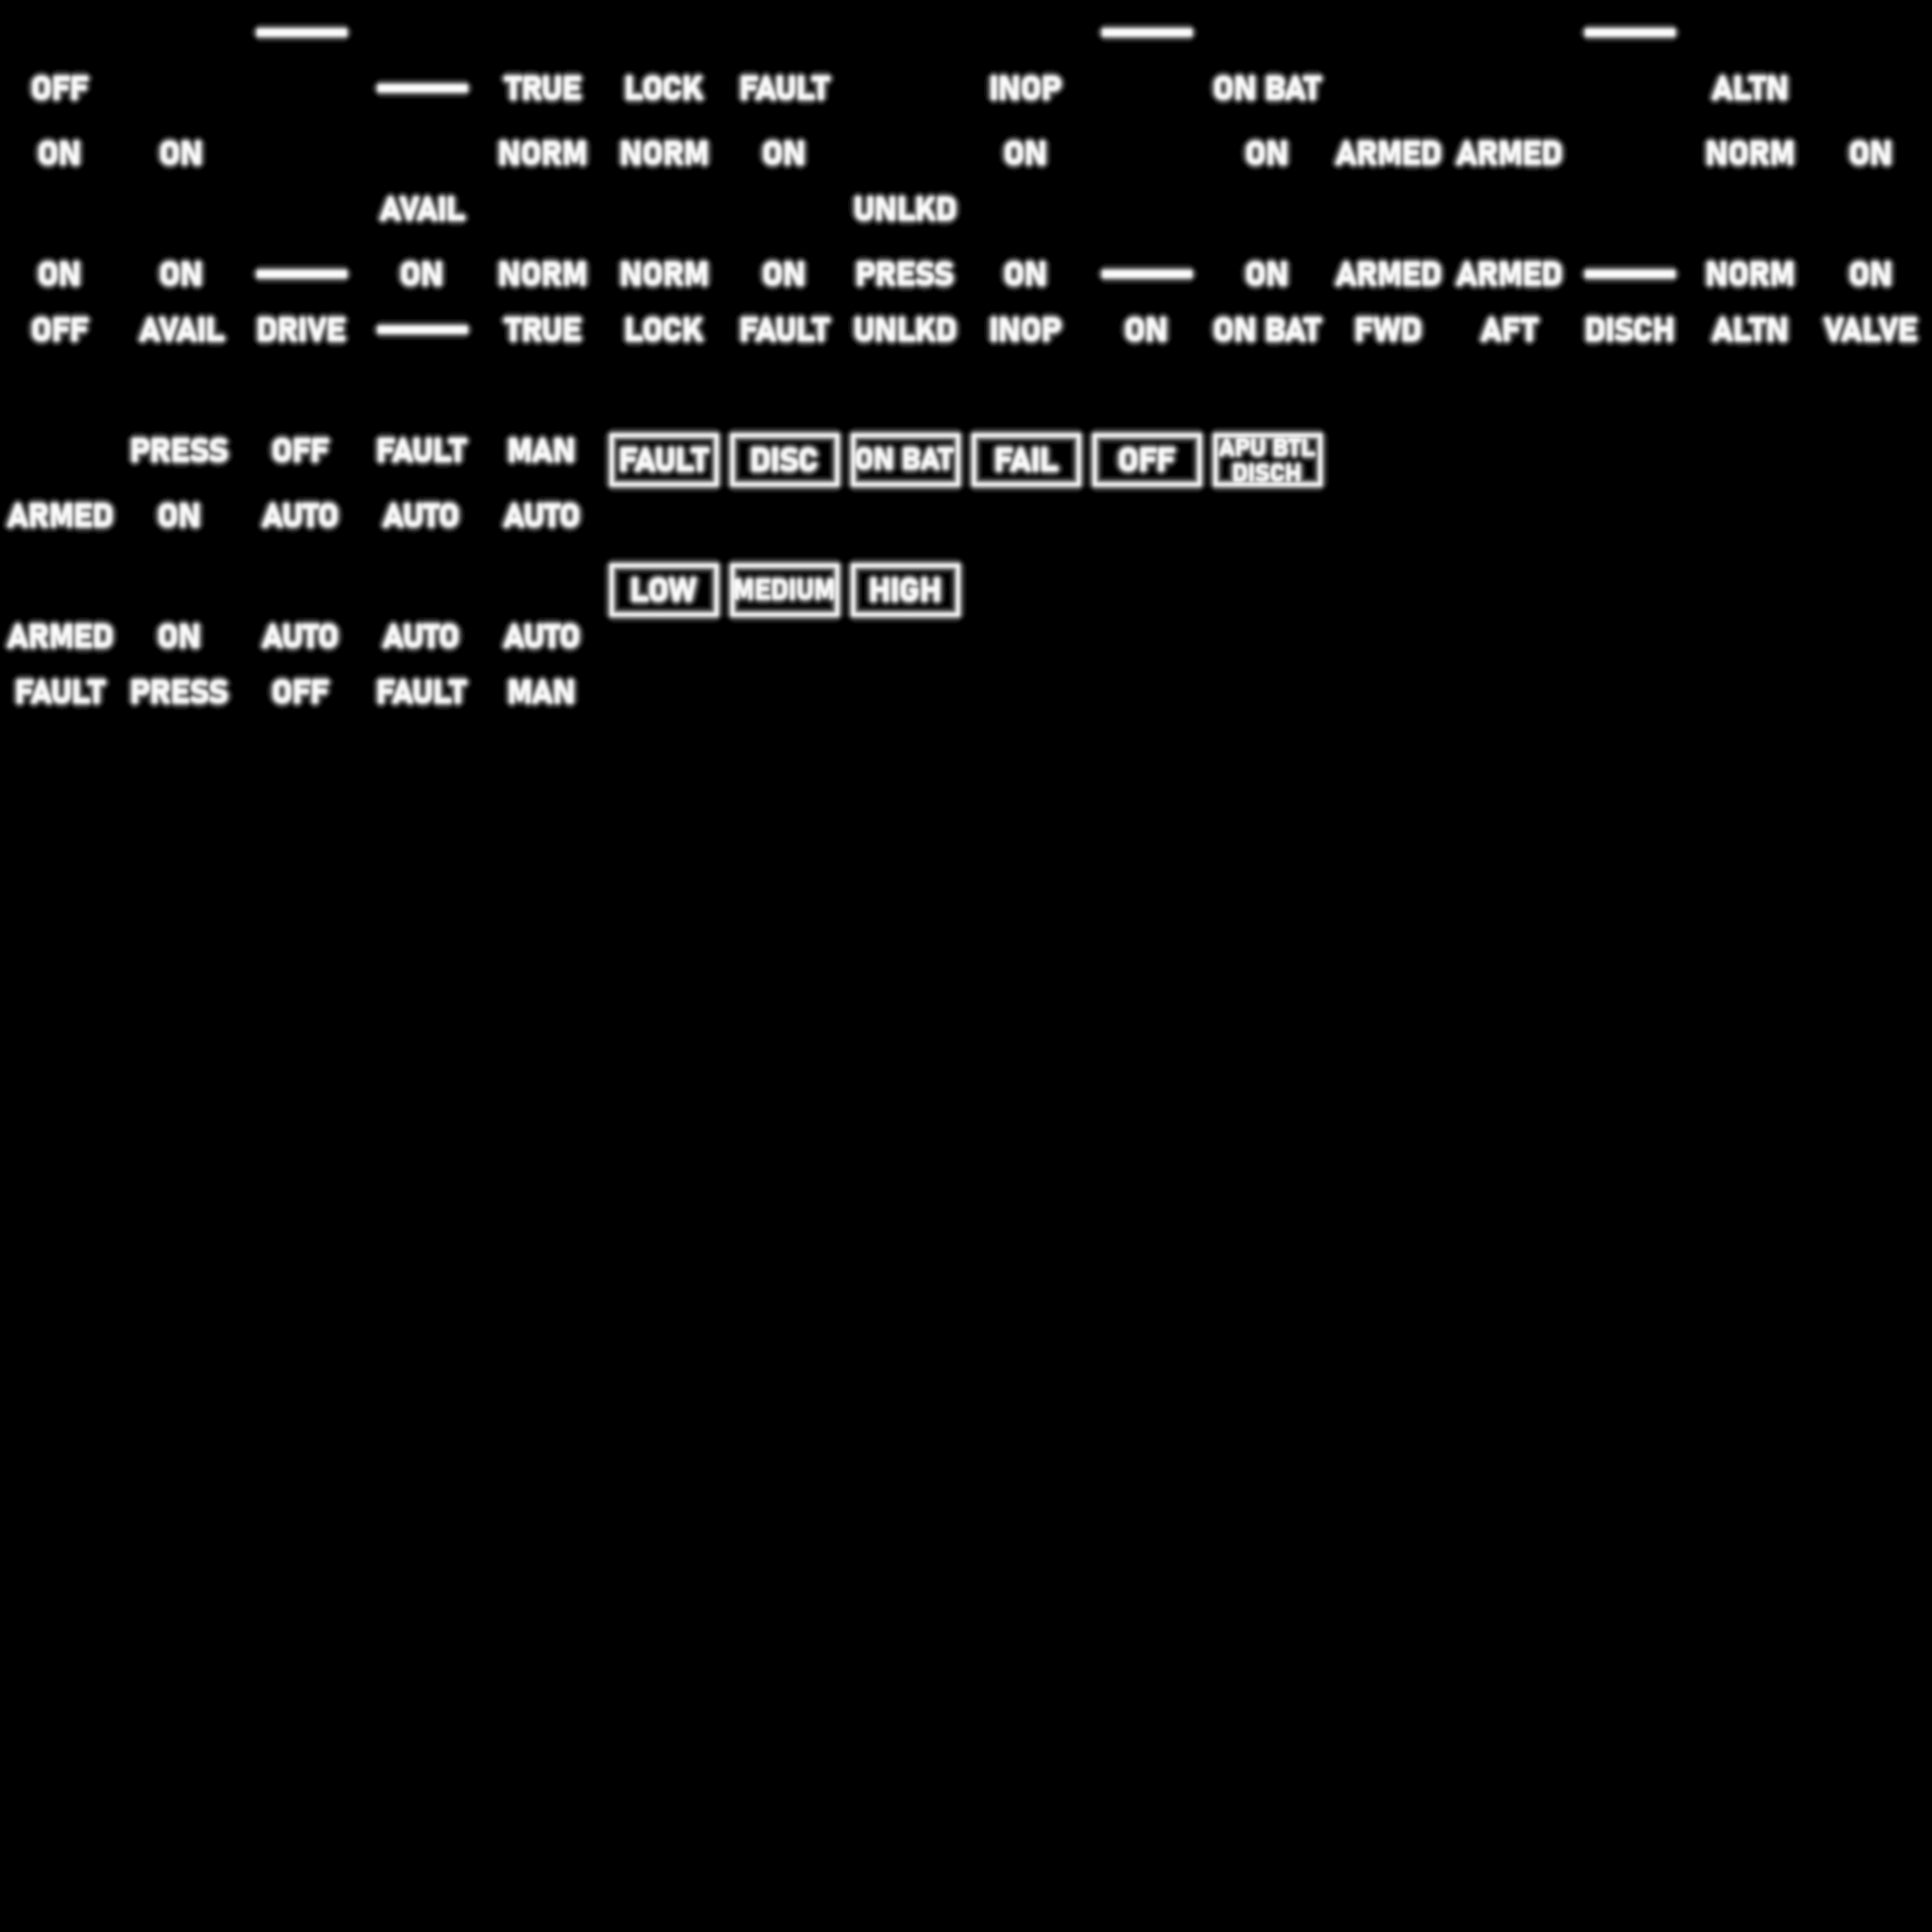 OFF TRUE LOCK FAULT INOP ON BAT ALTN
ON ON NORM NORM ON ON ON ARMED ARMED NORM ON
AVAIL UNLKD
ON ON ON NORM NORM ON PRESS ON ON ARMED ARMED NORM ON
OFF AVAIL DRIVE TRUE LOCK FAULT UNLKD INOP ON ON BAT FWD AFT DISCH ALTN VALVE
PRESS OFF FAULT MAN FAULT DISC ON BAT FAIL OFF APU BTL
DISCH
ARMED ON AUTO AUTO AUTO
LOW MEDIUM HIGH
ARMED ON AUTO AUTO AUTO
FAULT PRESS OFF FAULT MAN